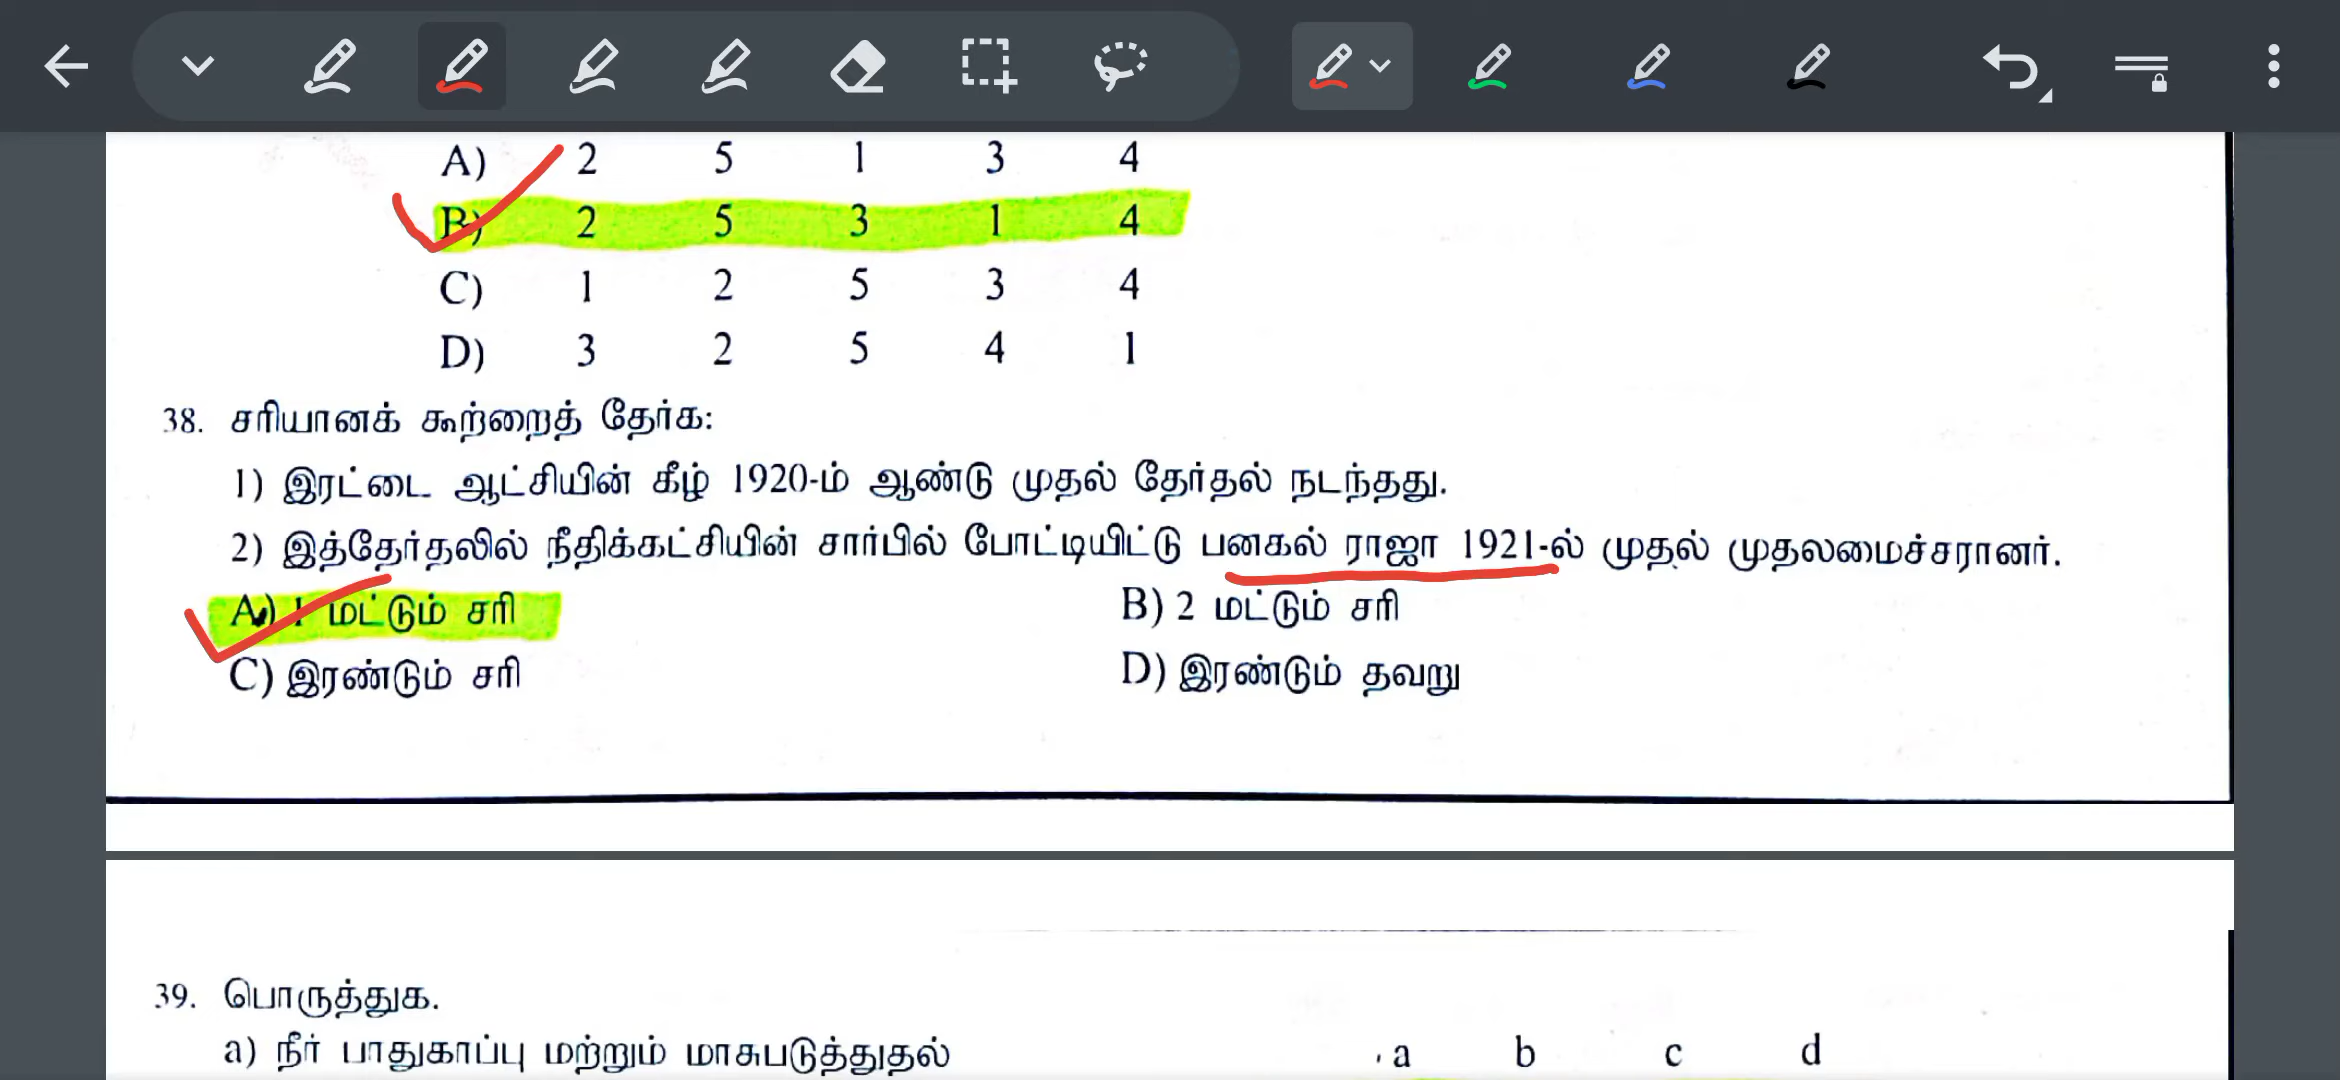 A) 2 5 1 3 4
B) 2 5 3 1 4
C) 1 2 5 3 4
D) 3 2 5 4 1
38. சரியானக் கூற்றைத் தேர்க:
1) இரட்டை ஆட்சியின் கீழ் 1920-ம் ஆண்டு முதல் தேர்தல் நடந்தது.
2) இத்தேர்தலில் நீதிக்கட்சியின் சார்பில் போட்டியிட்டு பனகல் ராஜா 1921-ல் முதல் முதலமைச்சரானார்.
A) 1 மட்டும் சரி B) 2 மட்டும் சரி
C) இரண்டும் சரி D) இரண்டும் தவறு
39. பொருத்துக.
a) நீர் பாதுகாப்பு மற்றும் மாசுபடுத்துதல் a b c d